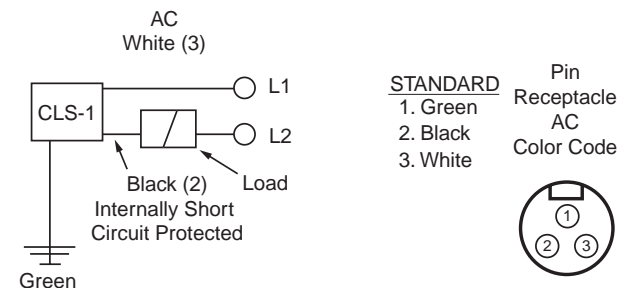 AC
White (3)
CLS-1
L1
L2
Black (2)
Load
Internally Short
Circuit Protected
Green
STANDARD
1. Green
2. Black
3. White
Pin
Receptacle
AC
Color Code
1
2
3